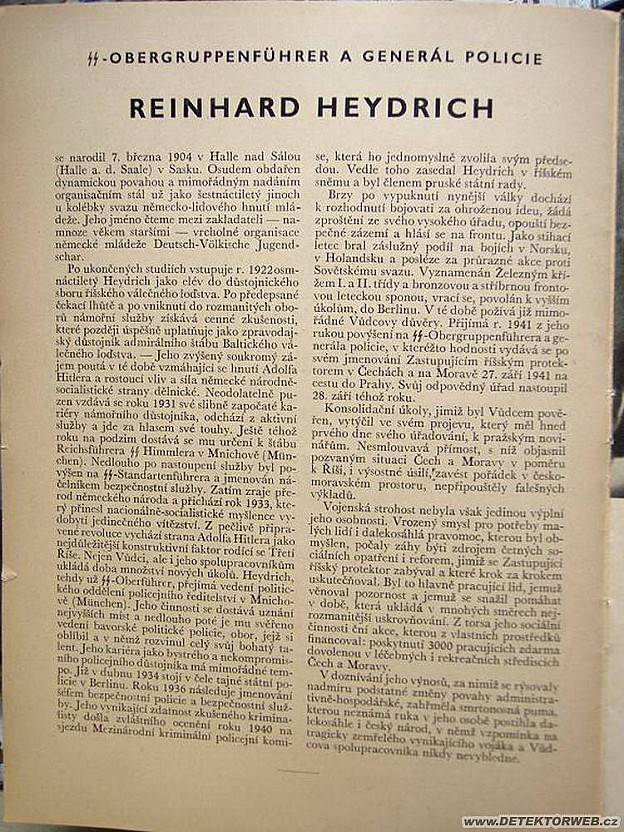 ᛋᛋ-OBERGRUPPENFÜHRER A GENERÁL POLICIE
REINHARD HEYDRICH
se narodil 7. března 1904 v Halle nad Sálou
(Halle a. d. Saale) v Sasku. Osudem obdařen
dynamickou povahou a mimořádným nadáním
organisačním stál už jako šestnáctiletý jinoch
u kolébky svazu německo-lidového hnutí mlá-
deže. Jeho jméno čteme mezi zakladateli — na-
mnoze věkem staršími — vrcholné organisace
německé mládeže Deutsch-Völkische Jugend-
schar.
Po ukončených studiích vstupuje r. 1922 osm-
náctiletý Heydrich jako elév do důstojnického
sboru říšského válečného loďstva. Po předepsané
čekací lhůtě a po vniknutí do rozmanitých obo-
rů námořní služby získává cenné zkušenosti,
které později úspěšně uplatňuje jako zpravodaj-
ský důstojník admirálního štábu Baltického vá-
lečného loďstva. — Jeho zvýšený soukromý zá-
jem poutá v té době vzmáhající se hnutí Adolfa
Hitlera a rostoucí vliv a síla německé národně-
socialistické strany dělnické. Neodolatelně pu-
zen vzdává se roku 1931 své slibně započaté ka-
riéry námořního důstojníka, odchází z aktivní
služby a jde za hlasem své touhy. Ještě téhož
roku na podzim dostává se mu určení k štábu
Reichsführera ᛋᛋ Himmlera v Mnichově (Mün-
chen). Nedlouho po nastoupení služby byl po-
výšen na ᛋᛋ-Standartenführera a jmenován ná-
čelníkem bezpečnostní služby. Zatím zraje pře-
rod německého národa a přichází rok 1933, kte-
rý přinesl nacionálně-socialistické myšlence vy-
dobytí jedinečného vítězství. Z pečlivě připra-
vené revoluce vychází strana Adolfa Hitlera jako
nejdůležitější konstruktivní faktor rodící se Třetí
Říše. Nejen Vůdci, ale i jeho spolupracovníkům
ukládá doba množství nových úkolů. Heydrich,
tehdy už ᛋᛋ-Oberführer, přejímá vedení politic-
kého oddělení policejního ředitelství v Mnicho-
vě (München). Jeho činnosti se dostává uznání
nejvyšších míst a nedlouho poté je mu svěřeno
vedení bavorské politické policie, obor, jejž si
oblíbil a v němž rozvinul celý svůj bohatý ta-
lent. Jeho kariéra jako bystrého a nekompromis-
ního policejního důstojníka má mimořádné tem-
po. Již v dubnu 1934 stojí v čele tajné státní po-
licie v Berlinu. Roku 1936 následuje jmenování
šéfem bezpečnostní policie a bezpečnostní služ-
by. Jeho vynikající zdatnost zkušeného krimina-
listy došla zvláštního ocenění roku 1940 na
sjezdu Mezinárodní kriminální policejní komi-
se, která ho jednomyslně zvolila svým předse-
dou. Vedle toho zasedal Heydrich v říšském
sněmu a byl členem pruské státní rady.
Brzy po vypuknutí nynější války dochází
k rozhodnutí bojovati za ohroženou ideu, žádá
zproštění ze svého vysokého úřadu, opouští bez-
pečné zázemí a hlásí se na frontu. Jako stíhací
letec bral záslužný podíl na bojích v Norsku,
v Holandsku a posléze za průrazné akce proti
Sovětskému svazu. Vyznamenán Železným kří-
žem I. a II. třídy a bronzovou a stříbrnou fronto-
vou leteckou sponou, vrací se, povolán k vyšším
úkolům, do Berlinu. V té době požívá již mimo-
řádné Vůdcovy důvěry. Přijímá r. 1941 z jeho
rukou povýšení na ᛋᛋ-Obergruppenführera a ge-
nerála policie, v kteréžto hodnosti vydává se po
svém jmenování Zastupujícím říšským protek-
torem v Čechách a na Moravě 27. září 1941 na
cestu do Prahy. Svůj odpovědný úřad nastoupil
28. září téhož roku.
Konsolidační úkoly, jimiž byl Vůdcem pově-
řen, vytýčil ve svém projevu, který měl hned
prvého dne svého úřadování, k pražským novi-
nářům. Nesmlouvavá přímost, s níž objasnil
pozvaným situaci Čech a Moravy v poměru
k Říši, i výsostné úsilí, zavést pořádek v česko-
moravském prostoru, nepřipouštěly falešných
výkladů.
Vojenská strohost nebyla však jedinou výplní
jeho osobnosti. Vrozený smysl pro potřeby ma-
lých lidí i dalekosáhlá pravomoc, kterou byl ob-
myšlen, počaly záhy býti zdrojem četných so-
ciálních opatření i reforem, jimiž se Zastupující
říšský protektor zabýval a které krok za krokem
uskutečňoval. Byl to hlavně pracující lid, jemuž
věnoval pozornost a jemuž se snažil pomáhat
v době, která ukládá v mnohých směrech nej-
rozmanitější uskrovňování. Z torsa jeho sociální
činnosti ční akce, kterou z vlastních prostředků
financoval: poskytnutí 3000 pracujících zdarma
dovolenou v léčebných i rekreačních střediscích
Čech a Moravy.
V doznívání jeho výnosů, za nimiž se rýsovaly
nadmíru podstatné změny povahy administra-
tivně-hospodářské, zahřměla smrtonosná puma,
kterou neznámá ruka v jeho osobě postihla da-
lekosáhle i český národ, v němž vzpomínka na
tragicky zemřelého vynikajícího vojáka a Vůd-
cova spolupracovníka nikdy nevybledne.
www.DETEKTORWEB.cz